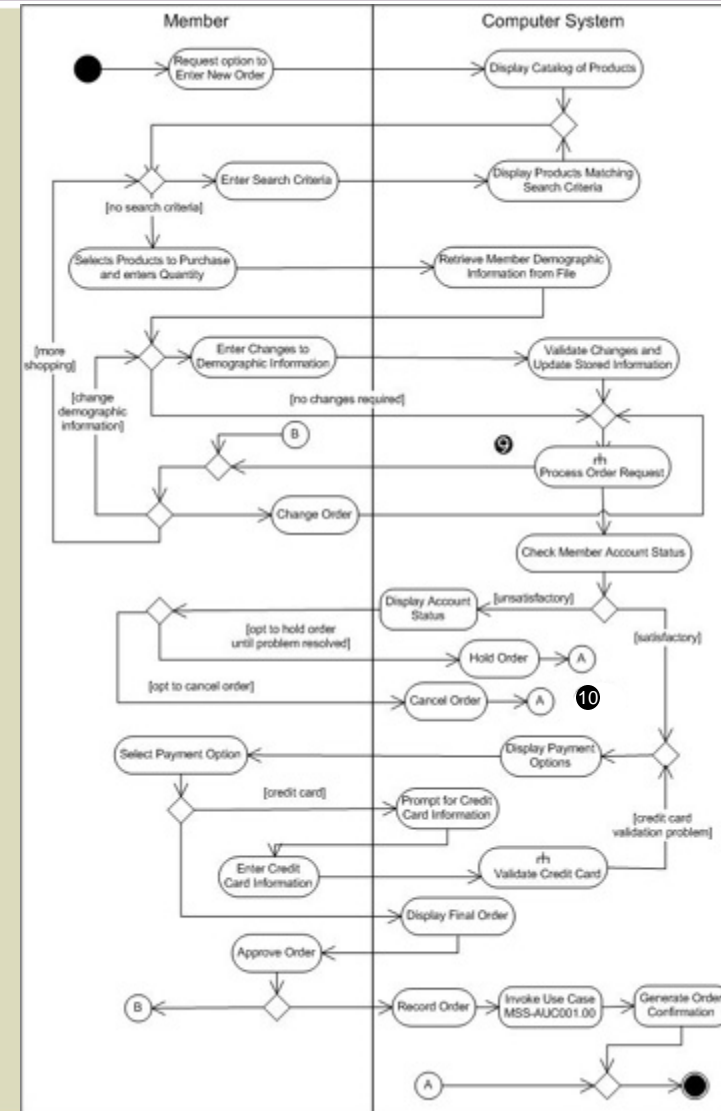 Member
Computer System
Request option to
Enter New Order
Display Catalog of Products
Enter Search Criteria
Display Products Matching
Search Criteria
[no search criteria]
Selects Products to Purchase
and enters Quantity
Retrieve Member Demographic
Information from File
[more
shopping]
Enter Changes to
Demographic Information
Validate Changes and
Update Stored Information
[change
demographic
information]
[no changes required]
B
9
Process Order Request
Change Order
Check Member Account Status
Display Account
Status
[unsatisfactory]
[opt to hold order
until problem resolved]
[satisfactory]
Hold Order
A
[opt to cancel order]
Cancel Order
A
10
Select Payment Option
Display Payment
Options
[credit card]
Prompt for Credit
Card Information
[credit card
validation problem]
Enter Credit
Card Information
Validate Credit Card
Display Final Order
Approve Order
B
Record Order
Invoke Use Case
MSS-AUC001.00
Generate Order
Confirmation
A